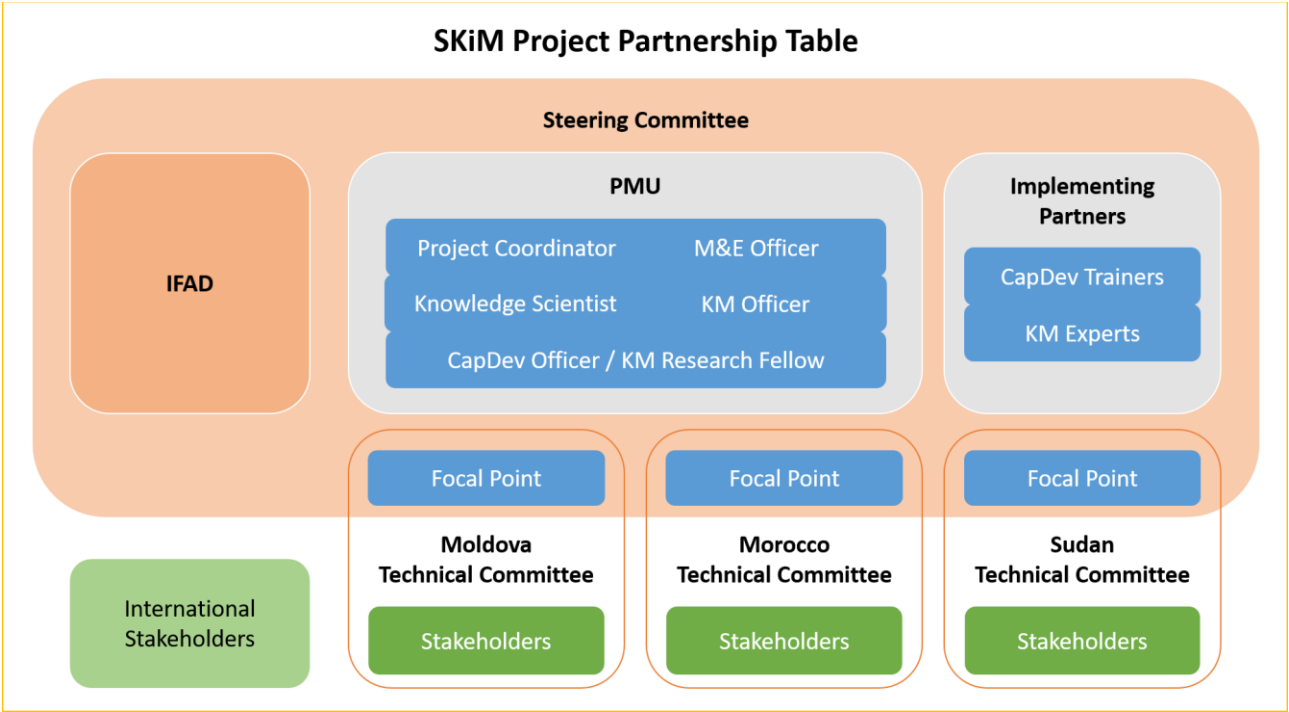 SKiM Project Partnership Table
Steering Committee
IFAD
PMU
Project Coordinator
M&E Officer
Knowledge Scientist
KM Officer
CapDev Officer / KM Research Fellow
Implementing
Partners
CapDev Trainers
KM Experts
Focal Point
Moldova
Technical Committee
Stakeholders
Focal Point
Morocco
Technical Committee
Stakeholders
Focal Point
Sudan
Technical Committee
Stakeholders
International
Stakeholders